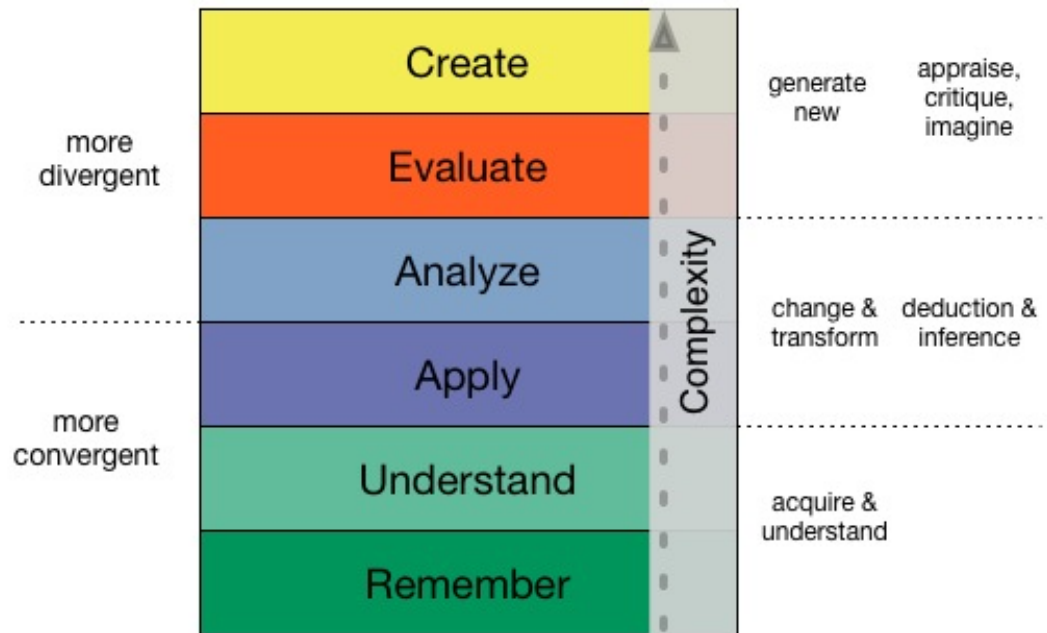 Create
Evaluate
Analyze
Apply
Understand
Remember
Complexity
more
divergent
more
convergent
generate
new
appraise,
critique,
imagine
change &
transform
deduction &
inference
acquire &
understand